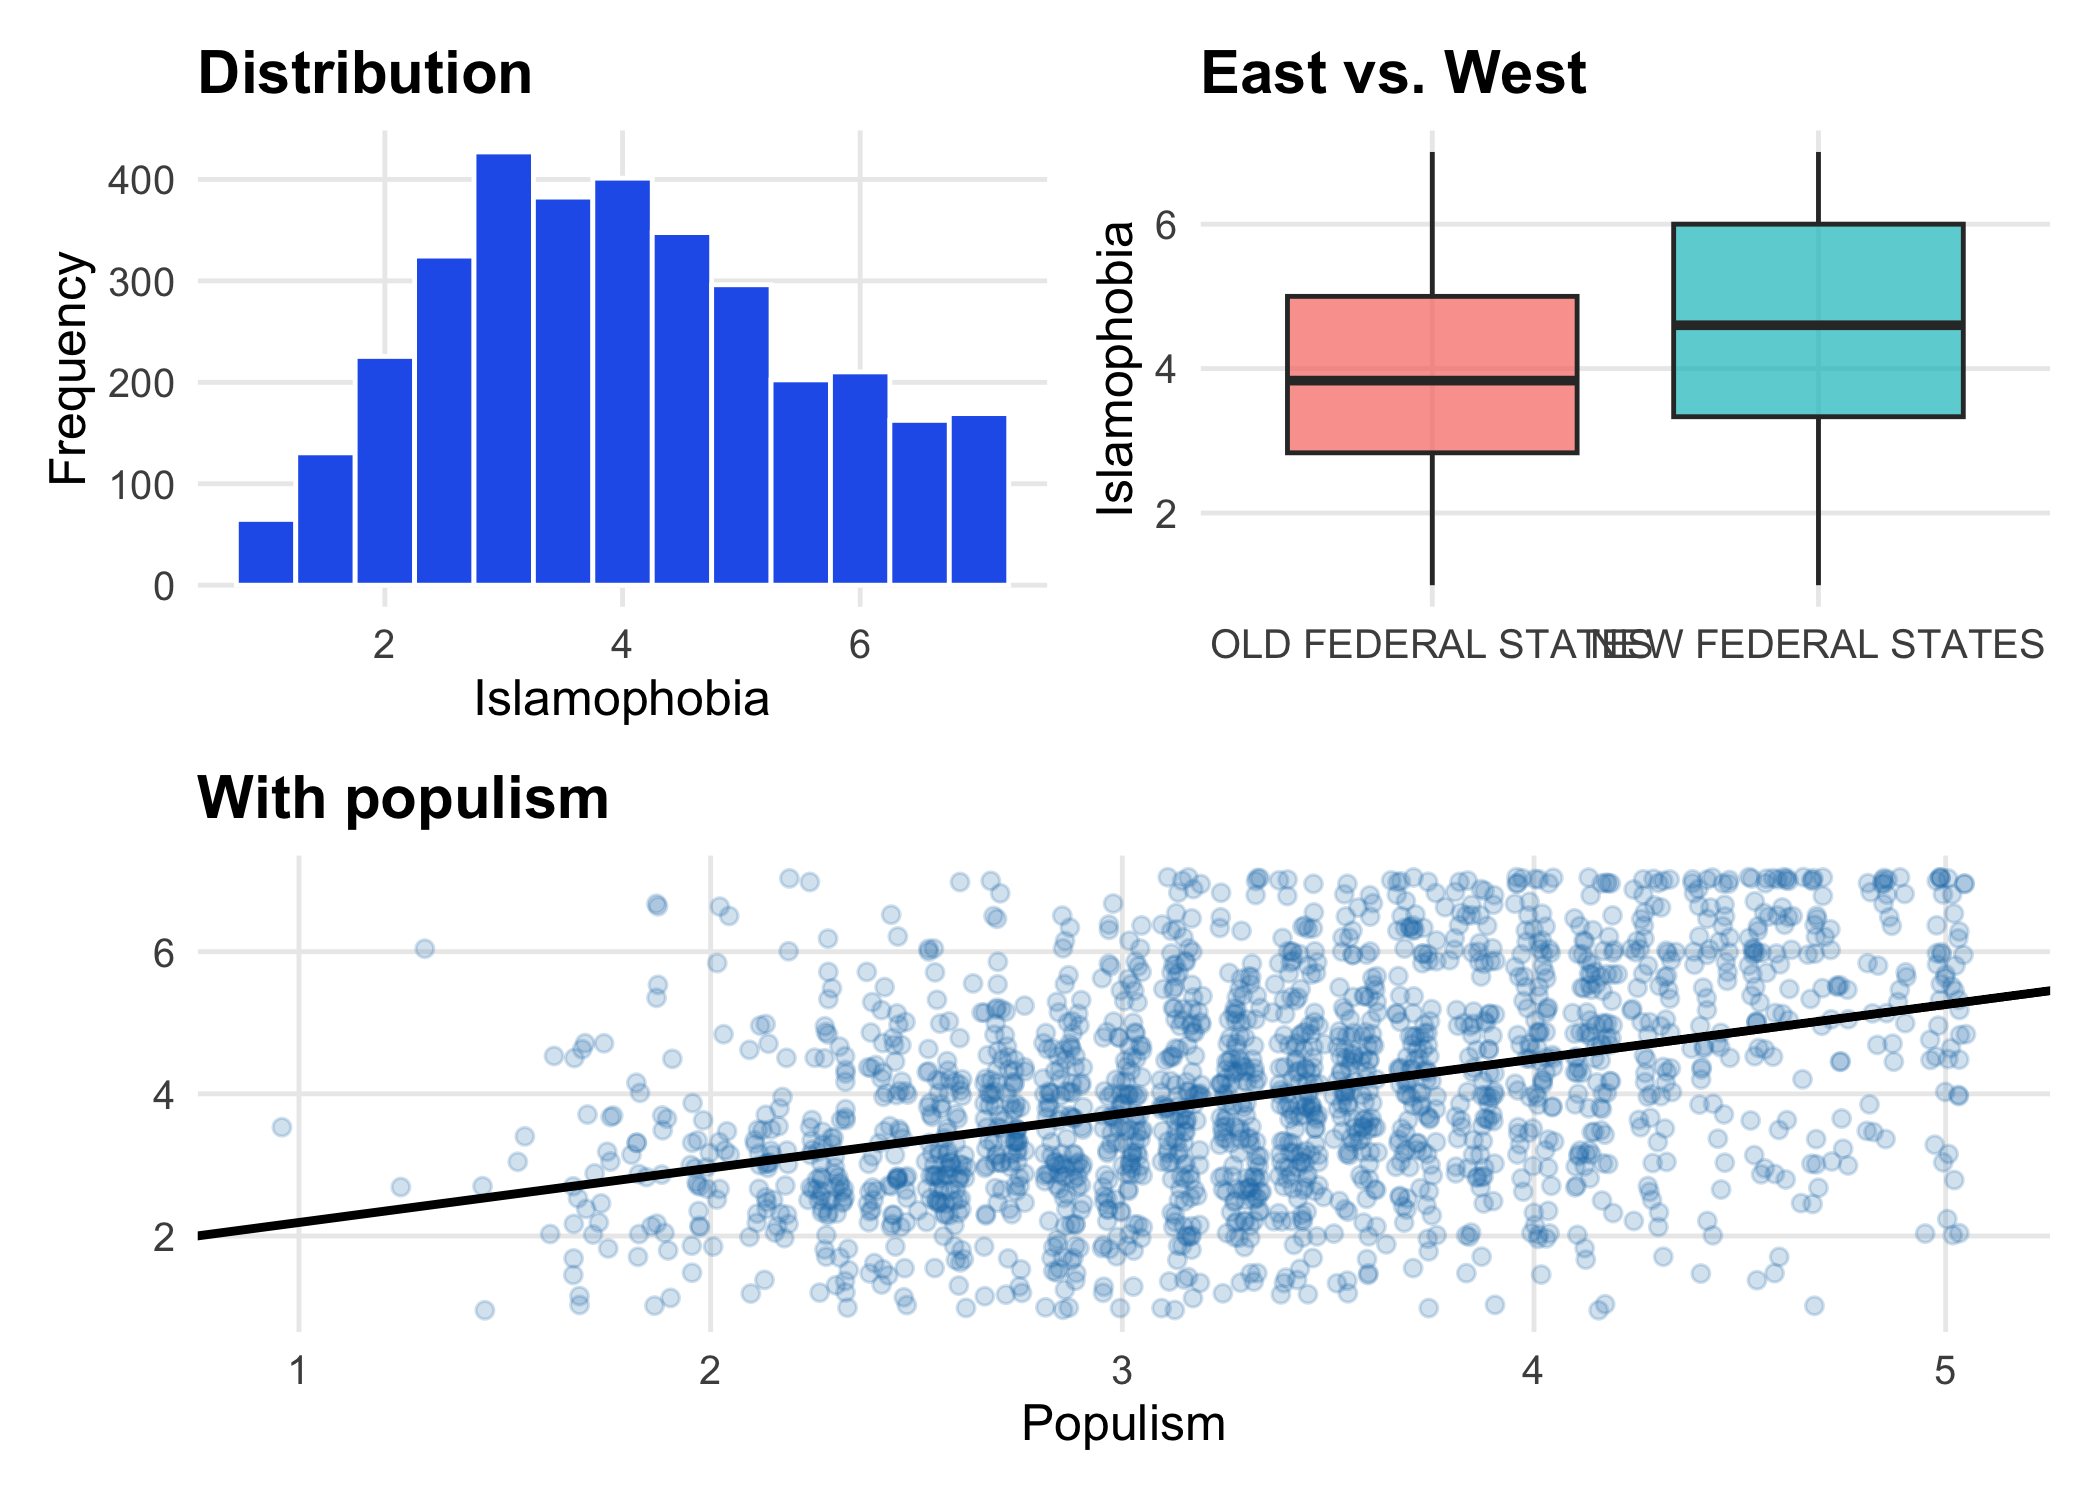 Distribution
Frequency
400
300
200
100
0
2 4 6
Islamophobia
East vs. West
Islamophobia
6
4
2
OLD FEDERAL STATES NEW FEDERAL STATES
With populism
6
4
2
1 2 3 4 5
Populism